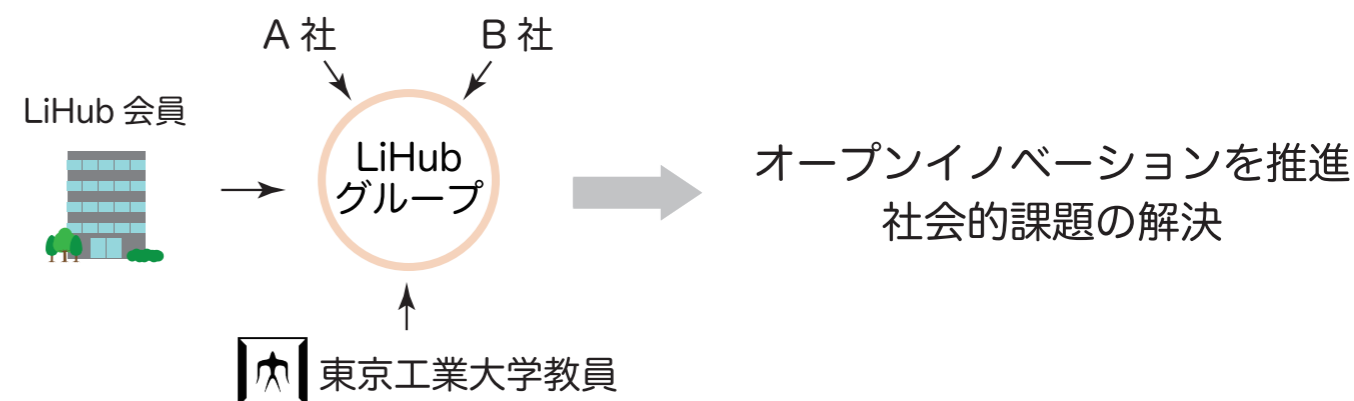 A 社
B 社
LiHub 会員
LiHub
グループ
オープンイノベーションを推進
社会的課題の解決
東京工業大学教員